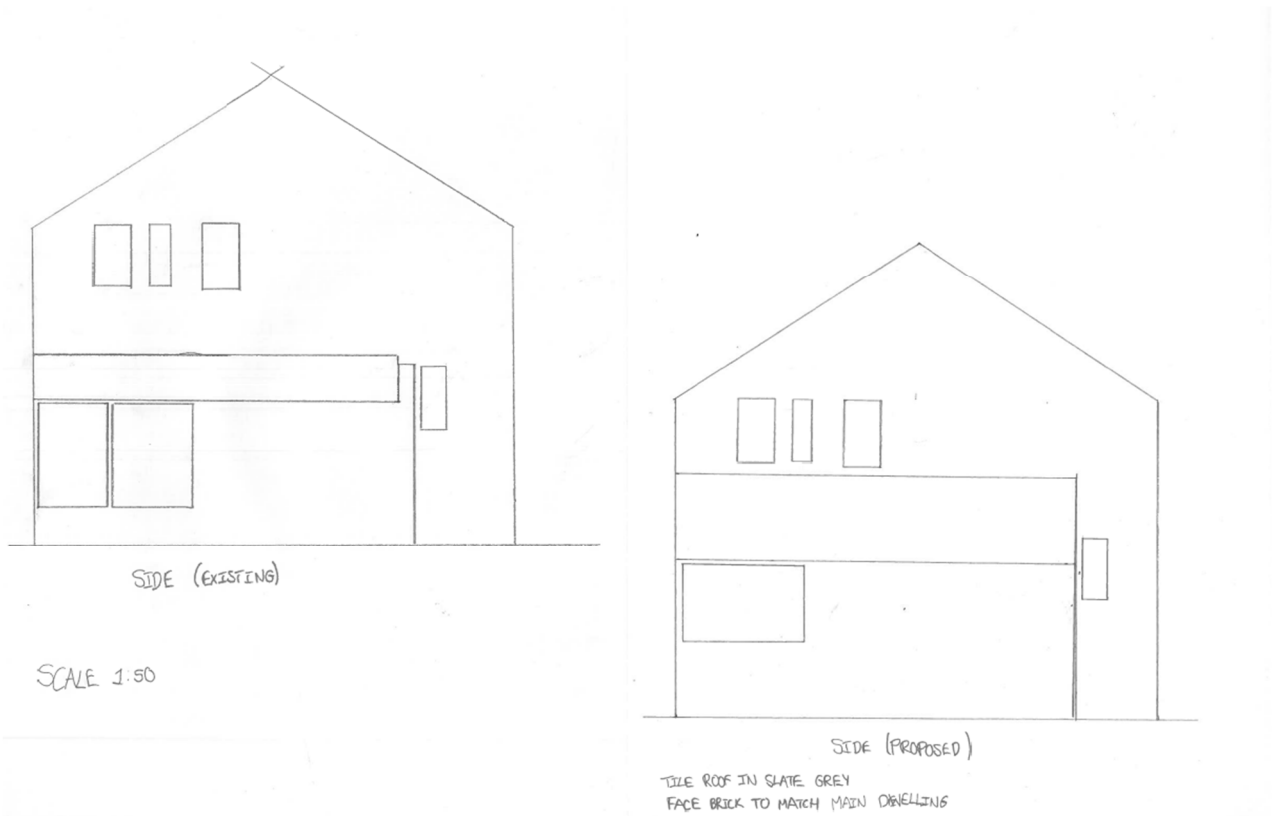 SIDE (EXISTING)
SCALE 1:50
SIDE (PROPOSED)
TILE ROOF IN SLATE GREY
FACE BRICK TO MATCH MAIN DWELLING